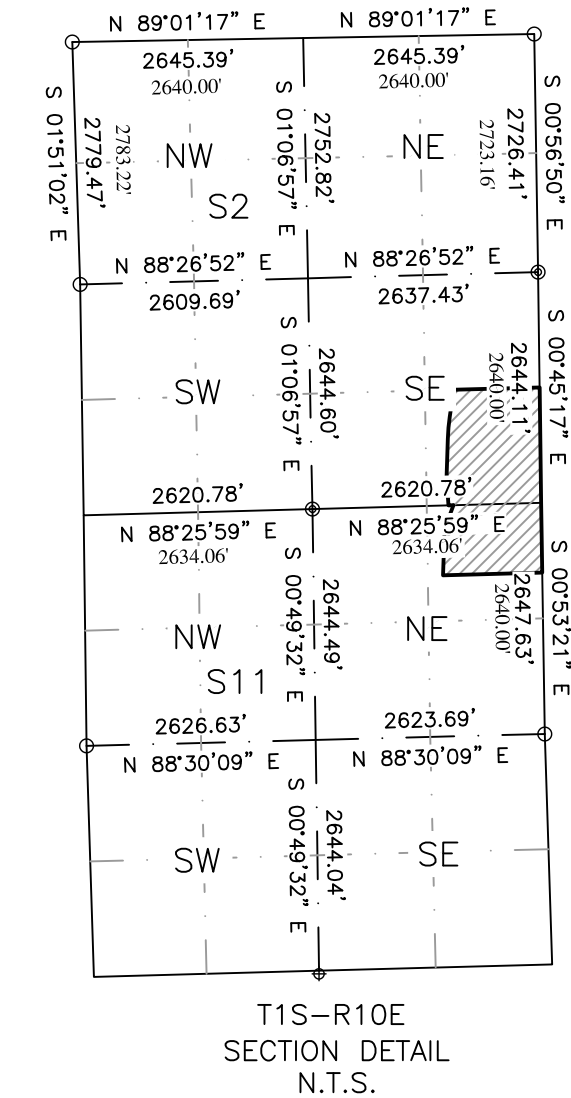 N 89°01'17" E
N 89°01'17" E
2645.39'
2645.39'
2640.00'
2640.00'
S 01°51'02" E
2779.47'
2783.22'
S 01°06'57" E
2752.82'
2723.16'
2726.41'
S 00°56'50" E
NW
NE
S2
N 88°26'52" E
N 88°26'52" E
2609.69'
2637.43'
S 01°06'57" E
2644.60'
2640.00'
2644.11'
S 00°45'17" E
SW
SE
2620.78'
2620.78'
N 88°25'59" E
N 88°25'59" E
2634.06'
2634.06'
S 00°49'32" E
2644.49'
2640.00'
2647.63'
S 00°53'21" E
NW
NE
S11
2626.63'
2623.69'
N 88°30'09" E
N 88°30'09" E
S 00°49'32" E
2644.04'
SW
SE
T1S-R10E
SECTION DETAIL
N.T.S.